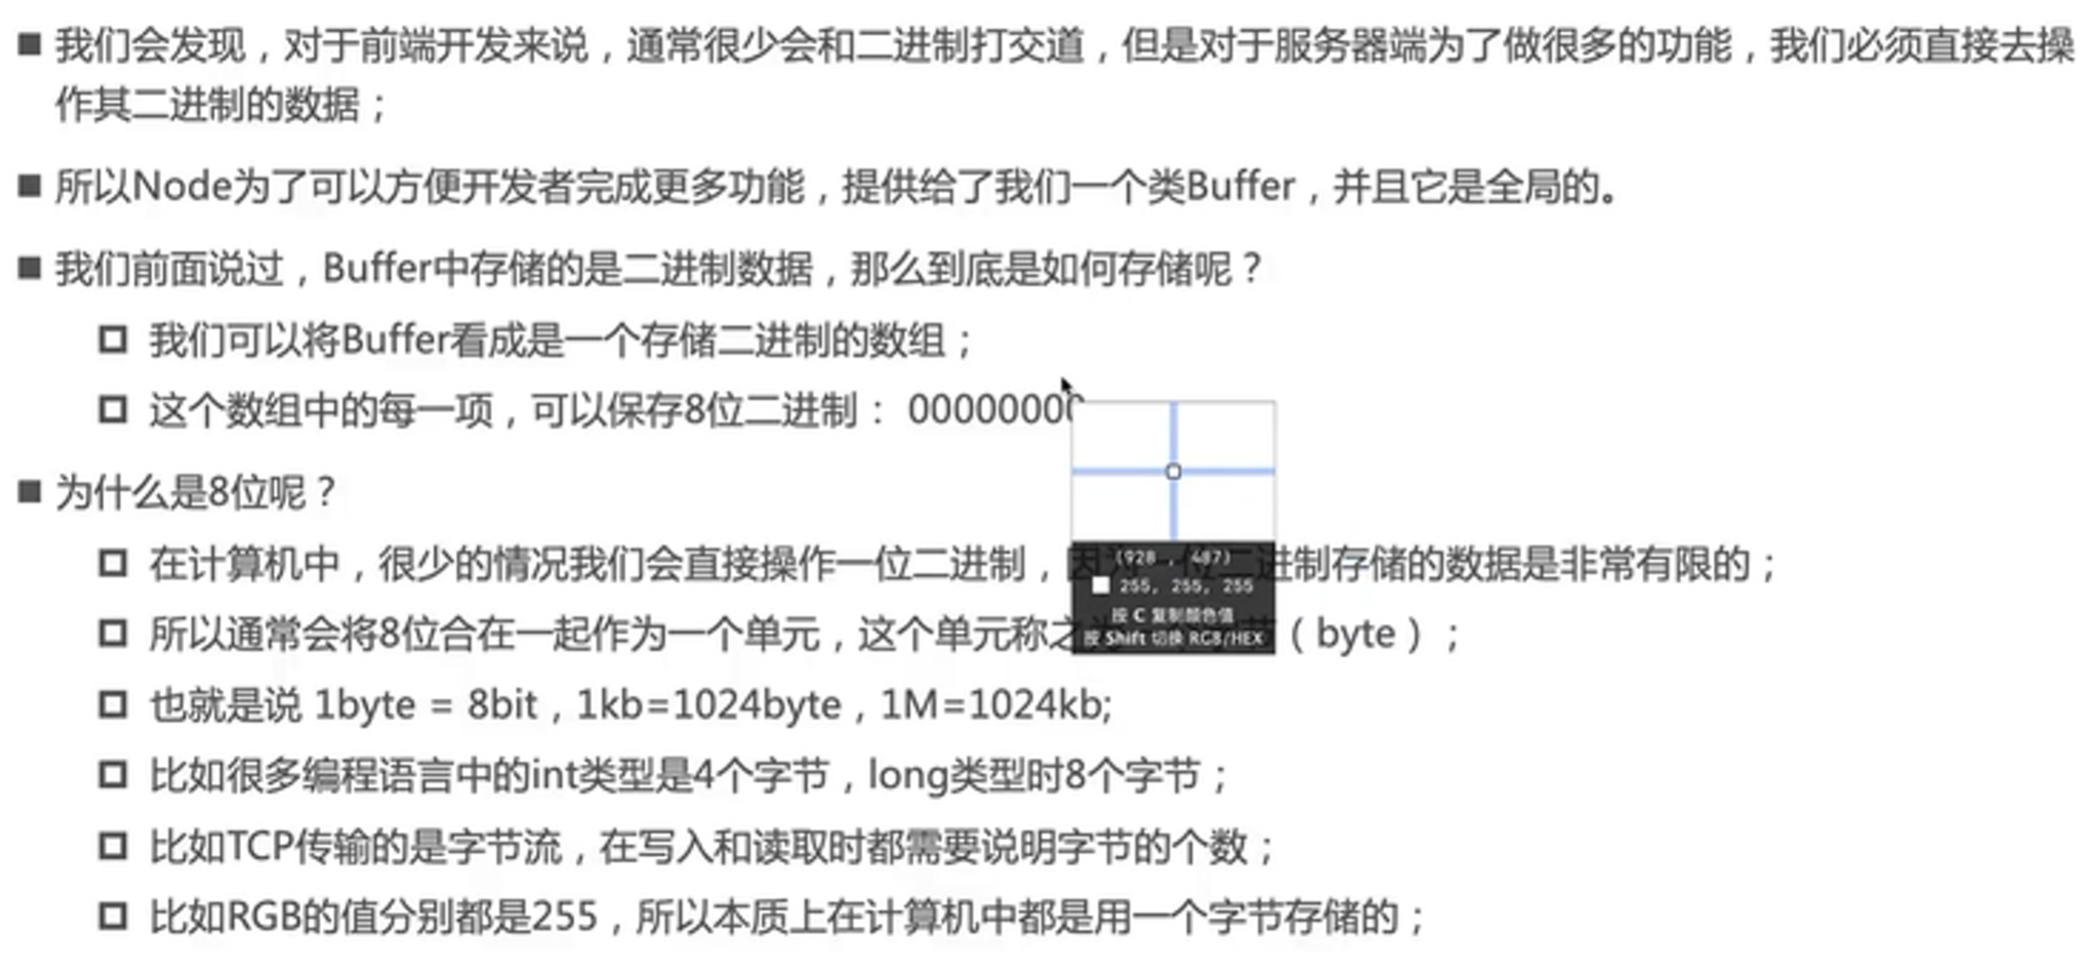 我们会发现，对于前端开发来说，通常很少会和二进制打交道，但是对于服务器端为了做很多的功能，我们必须直接去操
作其二进制的数据；
所以Node为了可以方便开发者完成更多功能，提供给了我们一个类Buffer，并且它是全局的。
我们前面说过，Buffer中存储的是二进制数据，那么到底是如何存储呢？
我们可以将Buffer看成是一个存储二进制的数组；
这个数组中的每一项，可以保存8位二进制： 00000000
为什么是8位呢？
在计算机中，很少的情况我们会直接操作一位二进制，因为一位二进制存储的数据是非常有限的；
(928 , 487)
255, 255, 255
按 C 复制颜色值
所以通常会将8位合在一起作为一个单元，这个单元称之 （byte）；
按 Shift 切换 RGB/HEX
也就是说 1byte = 8bit，1kb=1024byte，1M=1024kb;
比如很多编程语言中的int类型是4个字节，long类型时8个字节；
比如TCP传输的是字节流，在写入和读取时都需要说明字节的个数；
比如RGB的值分别都是255，所以本质上在计算机中都是用一个字节存储的；